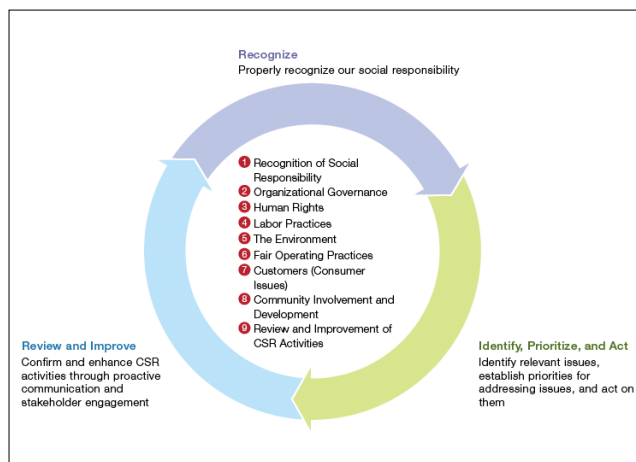 Recognize
Properly recognize our social responsibility
1 Recognition of Social
Responsibility
2 Organizational Governance
3 Human Rights
4 Labor Practices
5 The Environment
6 Fair Operating Practices
7 Customers (Consumer
Issues)
8 Community Involvement and
Development
9 Review and Improvement of
CSR Activities
Review and Improve
Confirm and enhance CSR
activities through proactive
communication and
stakeholder engagement
Identify, Prioritize, and Act
Identify relevant issues,
establish priorities for
addressing issues, and act on
them